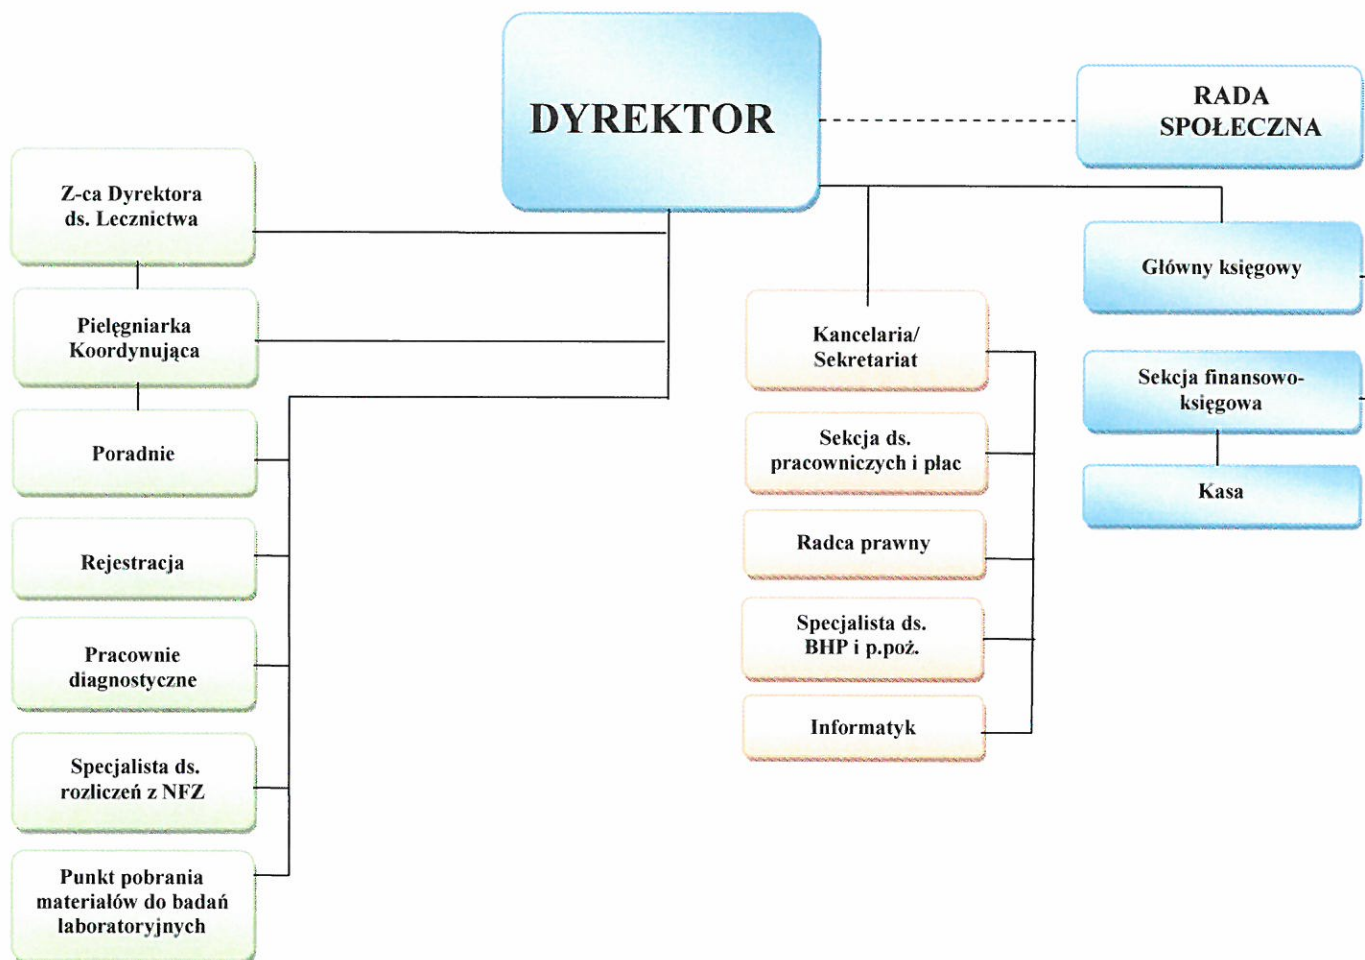 DYREKTOR
RADA
SPOŁECZNA
Z-ca Dyrektora
ds. Lecznictwa
Pielęgniarka
Koordynująca
Poradnie
Rejestracja
Pracownie
diagnostyczne
Specjalista ds.
rozliczeń z NFZ
Punkt pobrania
materiałów do badań
laboratoryjnych
Kancelaria/
Sekretariat
Sekcja ds.
pracowniczych i płac
Radca prawny
Specjalista ds.
BHP i p.poż.
Informatyk
Główny księgowy
Sekcja finansowo-
księgowa
Kasa